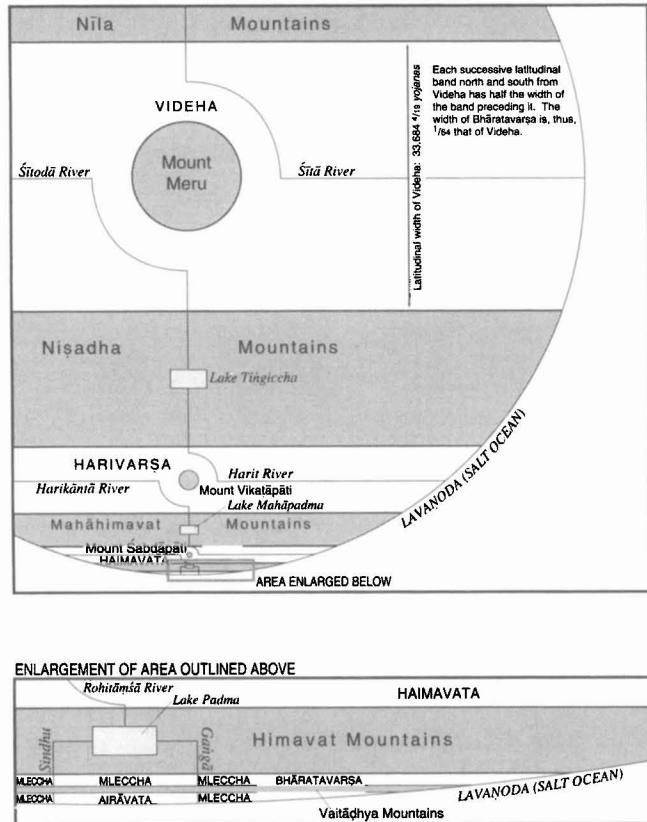 Nīla Mountains
Each successive latitudinal
band north and south from
Videha has half the width of
the band preceding it. The
width of Bhāratavarṣa is, thus,
1/64 that of Videha.
Latitudinal width of Videha: 33,684 4/19 yojanas
VIDEHA
Mount
Meru
Śītodā River
Śītā River
Niṣadha Mountains
Lake Tiṅgiccha
HARIVARṢA
Harit River
Harikāntā River
Mount Vikaṭāpāti
Lake Mahāpadma
Mahāhimavat Mountains
LAVAṆODA (SALT OCEAN)
Mount Śabdāpāti
HAIMAVATA
AREA ENLARGED BELOW
ENLARGEMENT OF AREA OUTLINED ABOVE
Rohitāṃśā River
Lake Padma
HAIMAVATA
Sindhu
Gaṅgā
Himavat Mountains
MLECCHA MLECCHA MLECCHA BHĀRATAVARṢA
MLECCHA AIRĀVATA MLECCHA
LAVAṆODA (SALT OCEAN)
Vaitāḍhya Mountains